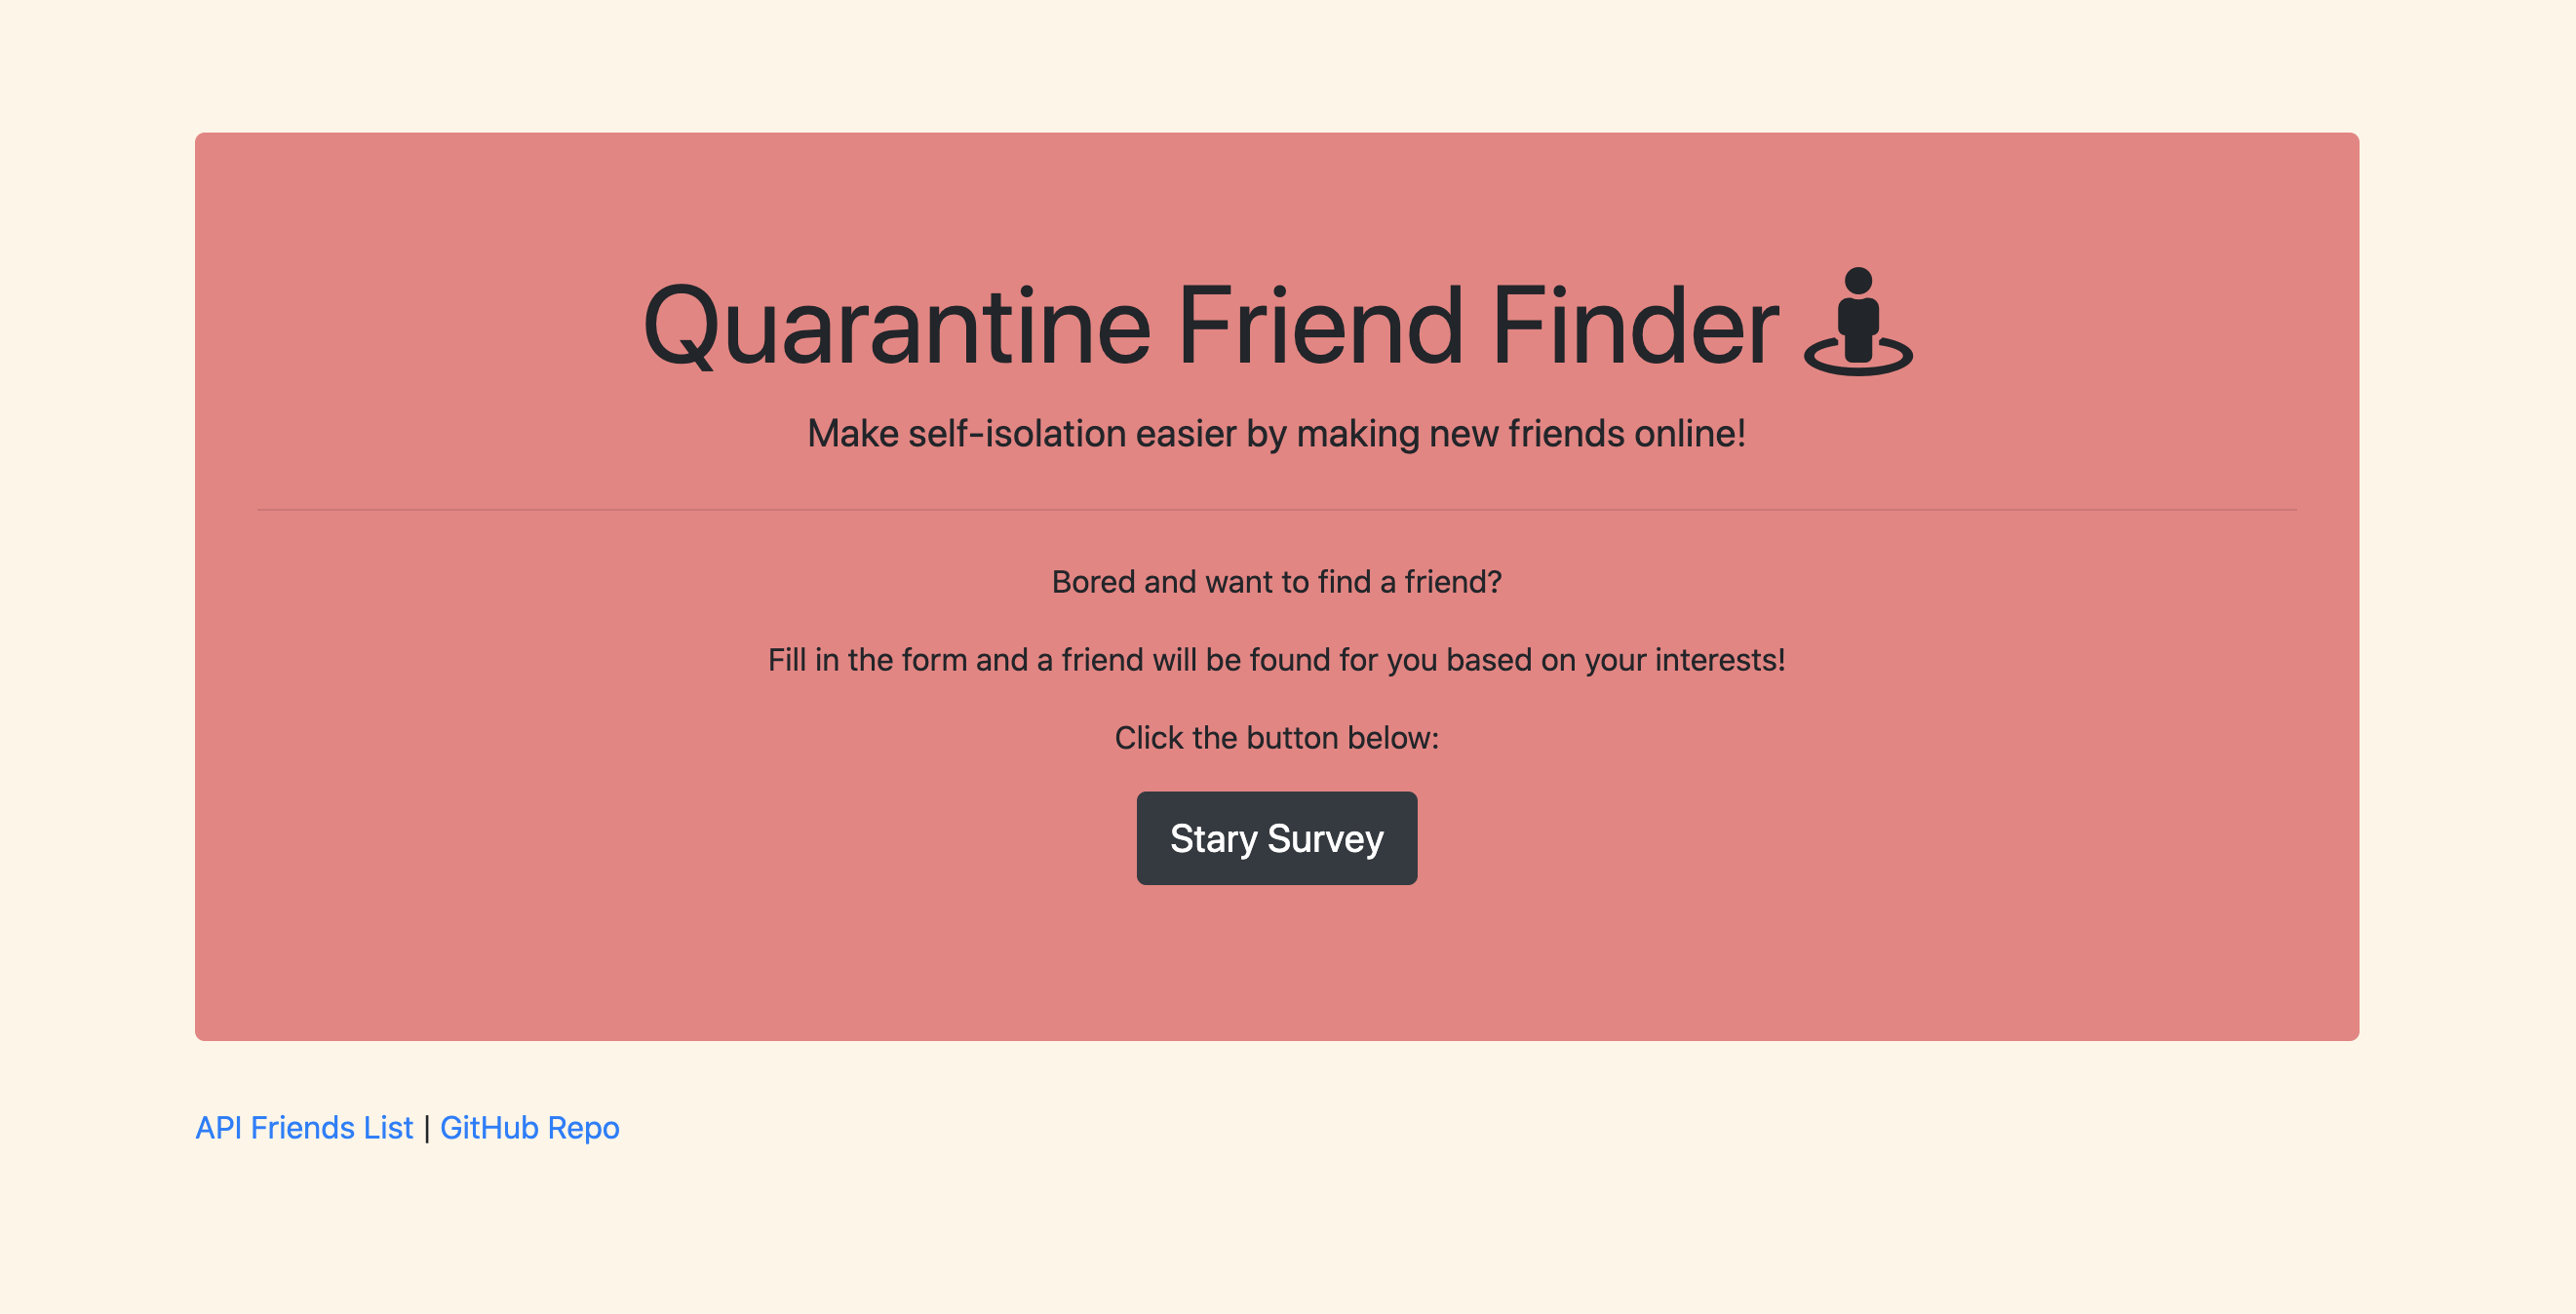 Quarantine Friend Finder
Make self-isolation easier by making new friends online!
Bored and want to find a friend?
Fill in the form and a friend will be found for you based on your interests!
Click the button below:
Stary Survey
API Friends List | GitHub Repo